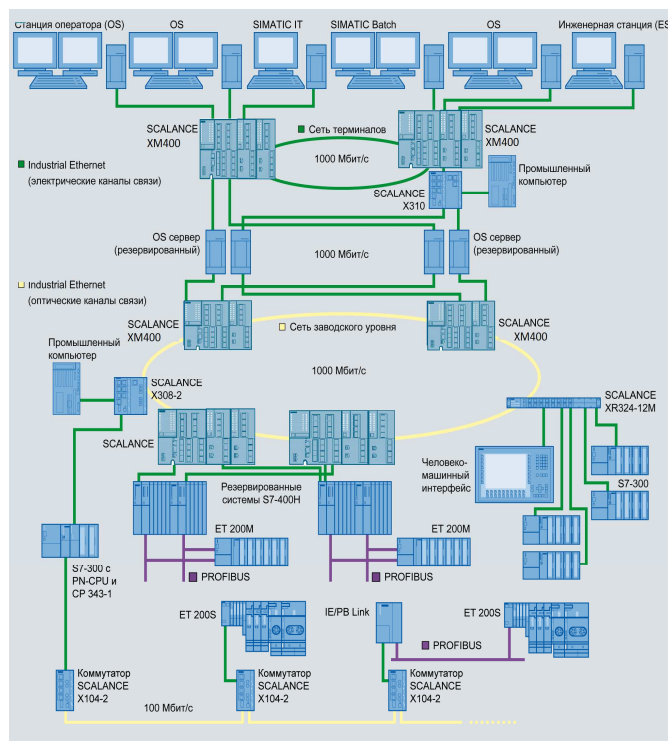 Станция оператора (OS)
OS
SIMATIC IT
SIMATIC Batch
OS
Инженерная станция (ES
SCALANCE
XM400
Сеть терминалов
SCALANCE
XM400
1000 Мбит/с
Industrial Ethernet
(электрические каналы связи)
SCALANCE
X310
Промышленный
компьютер
OS сервер
(резервированный)
1000 Мбит/с
OS сервер
(резервированный)
Industrial Ethernet
(оптические каналы связи)
SCALANCE
XM400
Сеть заводского уровня
SCALANCE
XM400
Промышленный
компьютер
1000 Мбит/с
SCALANCE
X308-2
SCALANCE
XR324-12M
SCALANCE
Человеко-
машинный
интерфейс
S7-300
Резервированные
системы S7-400H
ET 200M
ET 200M
PROFIBUS
PROFIBUS
S7-300 с
PN-CPU и
CP 343-1
ET 200S
IE/PB Link
ET 200S
PROFIBUS
Коммутатор
SCALANCE
X104-2
Коммутатор
SCALANCE
X104-2
Коммутатор
SCALANCE
X104-2
100 Мбит/с